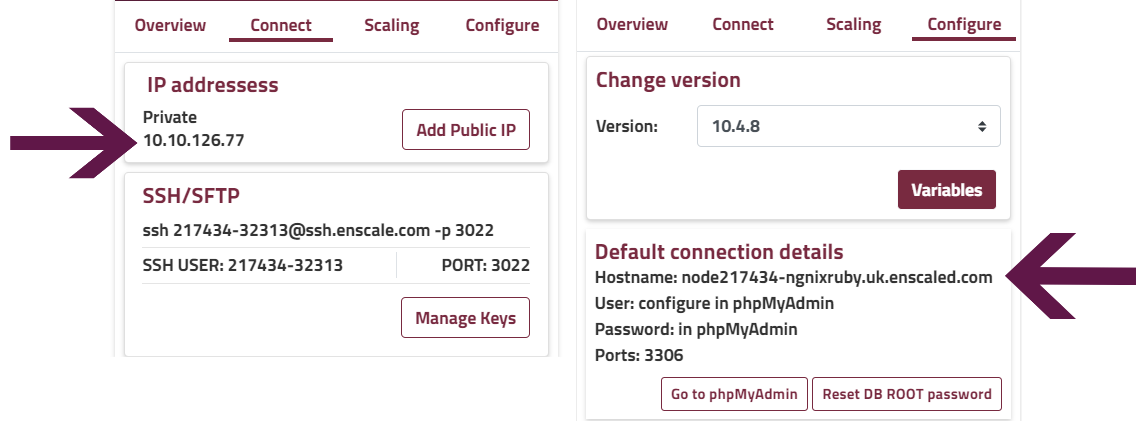 Overview Connect Scaling Configure
IP addressess
Private
10.10.126.77
Add Public IP
SSH/SFTP
ssh 217434-32313@ssh.enscale.com -p 3022
SSH USER: 217434-32313 PORT: 3022
Manage Keys
Overview Connect Scaling Configure
Change version
Version: 10.4.8
Variables
Default connection details
Hostname: node217434-ngnixruby.uk.enscaled.com
User: configure in phpMyAdmin
Password: in phpMyAdmin
Ports: 3306
Go to phpMyAdmin Reset DB ROOT password